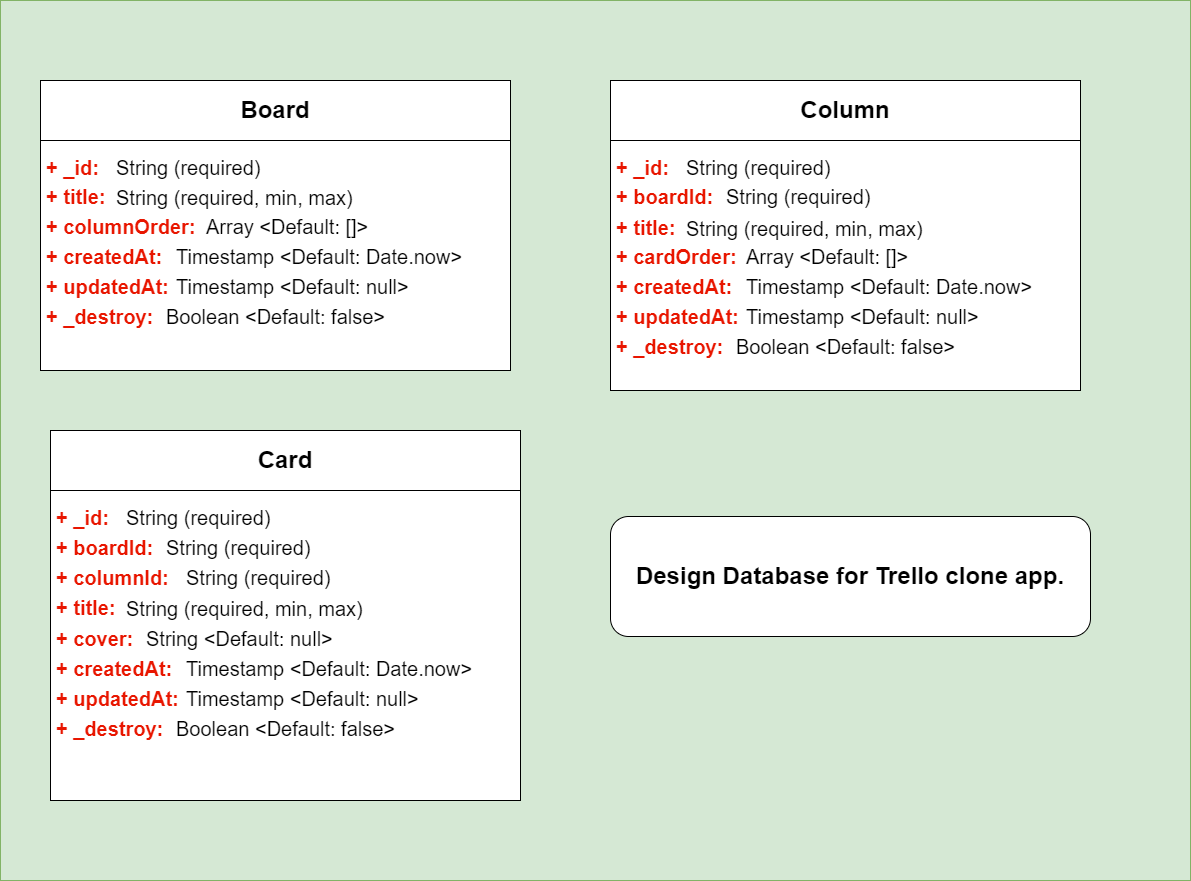 Board
+ _id: String (required)
+ title: String (required, min, max)
+ columnOrder: Array <Default: []>
+ createdAt: Timestamp <Default: Date.now>
+ updatedAt: Timestamp <Default: null>
+ _destroy: Boolean <Default: false>
Column
+ _id: String (required)
+ boardId: String (required)
+ title: String (required, min, max)
+ cardOrder: Array <Default: []>
+ createdAt: Timestamp <Default: Date.now>
+ updatedAt: Timestamp <Default: null>
+ _destroy: Boolean <Default: false>
Card
+ _id: String (required)
+ boardId: String (required)
+ columnId: String (required)
+ title: String (required, min, max)
+ cover: String <Default: null>
+ createdAt: Timestamp <Default: Date.now>
+ updatedAt: Timestamp <Default: null>
+ _destroy: Boolean <Default: false>
Design Database for Trello clone app.